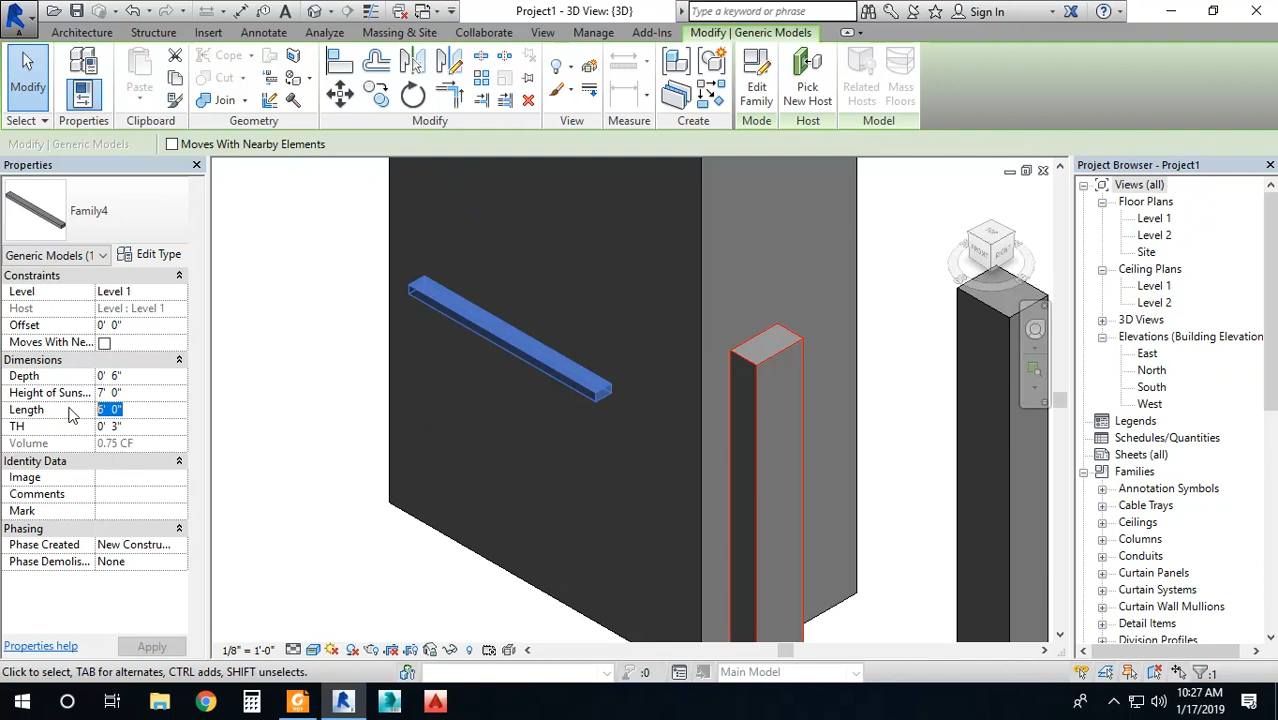 Project1 - 3D View: {3D}
Type a keyword or phrase
Sign In
Architecture Structure Insert Annotate Analyze Massing & Site Collaborate View Manage Add-Ins Modify | Generic Models
Modify
Paste
Cope
Cut
Join
Edit
Family
Pick
New Host
Related
Hosts
Mass
Floors
Select Properties Clipboard Geometry Modify View Measure Create Mode Host Model
Modify | Generic Models
Moves With Nearby Elements
Properties
Family4
Generic Models (1
Edit Type
Constraints
Level Level 1
Host Level : Level 1
Offset 0' 0"
Moves With Ne...
Dimensions
Depth 0' 6"
Height of Suns... 7' 0"
Length 6' 0"
TH 0' 3"
Volume 0.75 CF
Identity Data
Image
Comments
Mark
Phasing
Phase Created New Constru...
Phase Demolis... None
Properties help
Apply
TOP
FRONT
RIGHT
1/8" = 1'-0"
Project Browser - Project1
Views (all)
Floor Plans
Level 1
Level 2
Site
Ceiling Plans
Level 1
Level 2
3D Views
Elevations (Building Elevation
East
North
South
West
Legends
Schedules/Quantities
Sheets (all)
Families
Annotation Symbols
Cable Trays
Ceilings
Columns
Conduits
Curtain Panels
Curtain Systems
Curtain Wall Mullions
Detail Items
Division Profiles
Click to select, TAB for alternates, CTRL adds, SHIFT unselects.
:0
Main Model
:1
10:27 AM
1/17/2019